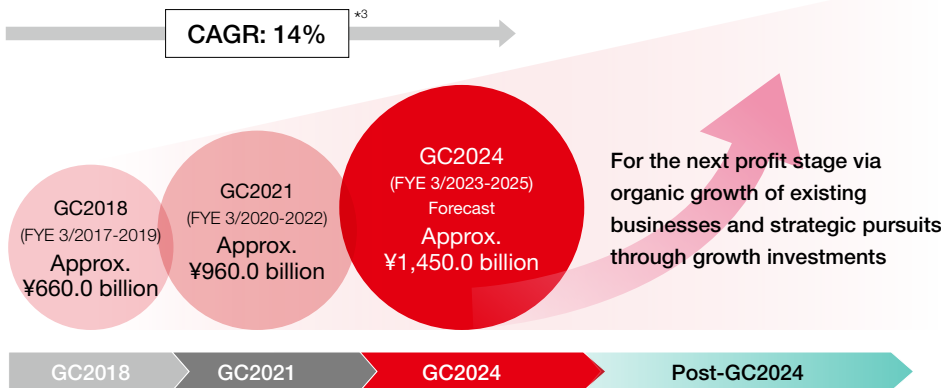 CAGR: 14%
*3
GC2018
(FYE 3/2017-2019)
Approx.
¥660.0 billion
GC2021
(FYE 3/2020-2022)
Approx.
¥960.0 billion
GC2024
(FYE 3/2023-2025)
Forecast
Approx.
¥1,450.0 billion
For the next profit stage via
organic growth of existing
businesses and strategic pursuits
through growth investments
GC2018
GC2021
GC2024
Post-GC2024